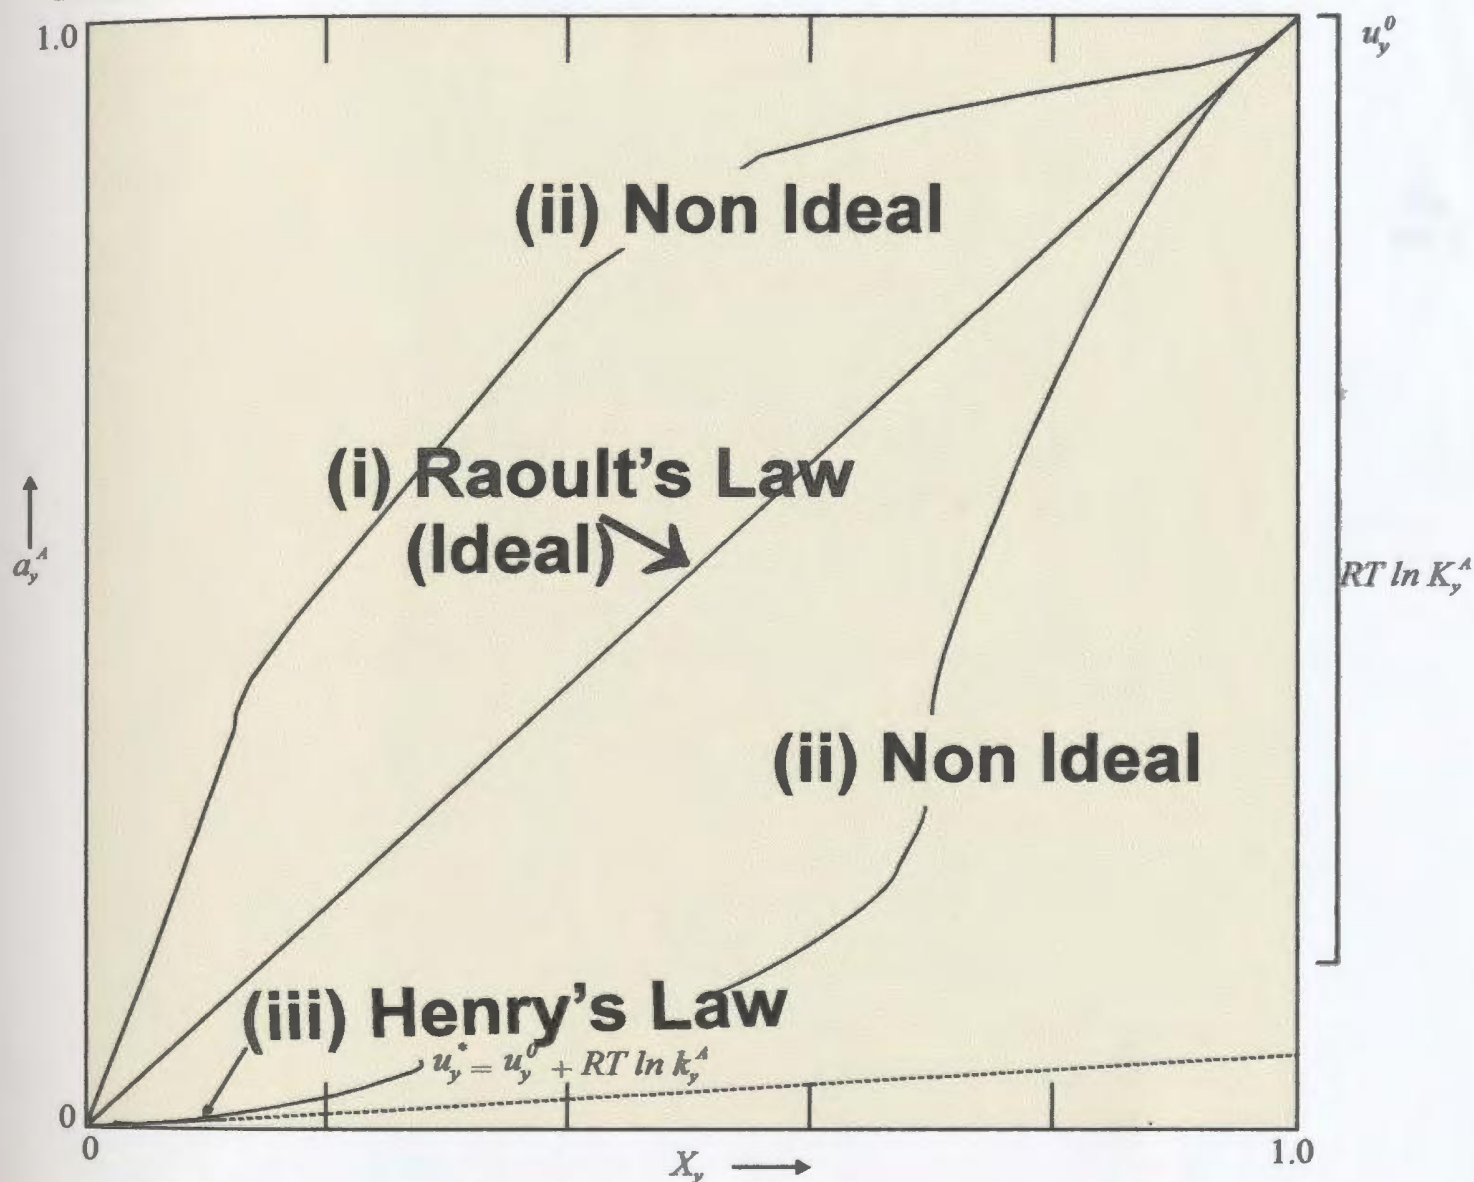 1.0
u_y^0
(ii) Non Ideal
(i) Raoult's Law
(Ideal)
a_y^A
RT ln K_y^A
(ii) Non Ideal
(iii) Henry's Law
u_y^* = u_y^0 + RT ln k_y^A
0
0
X_y
1.0